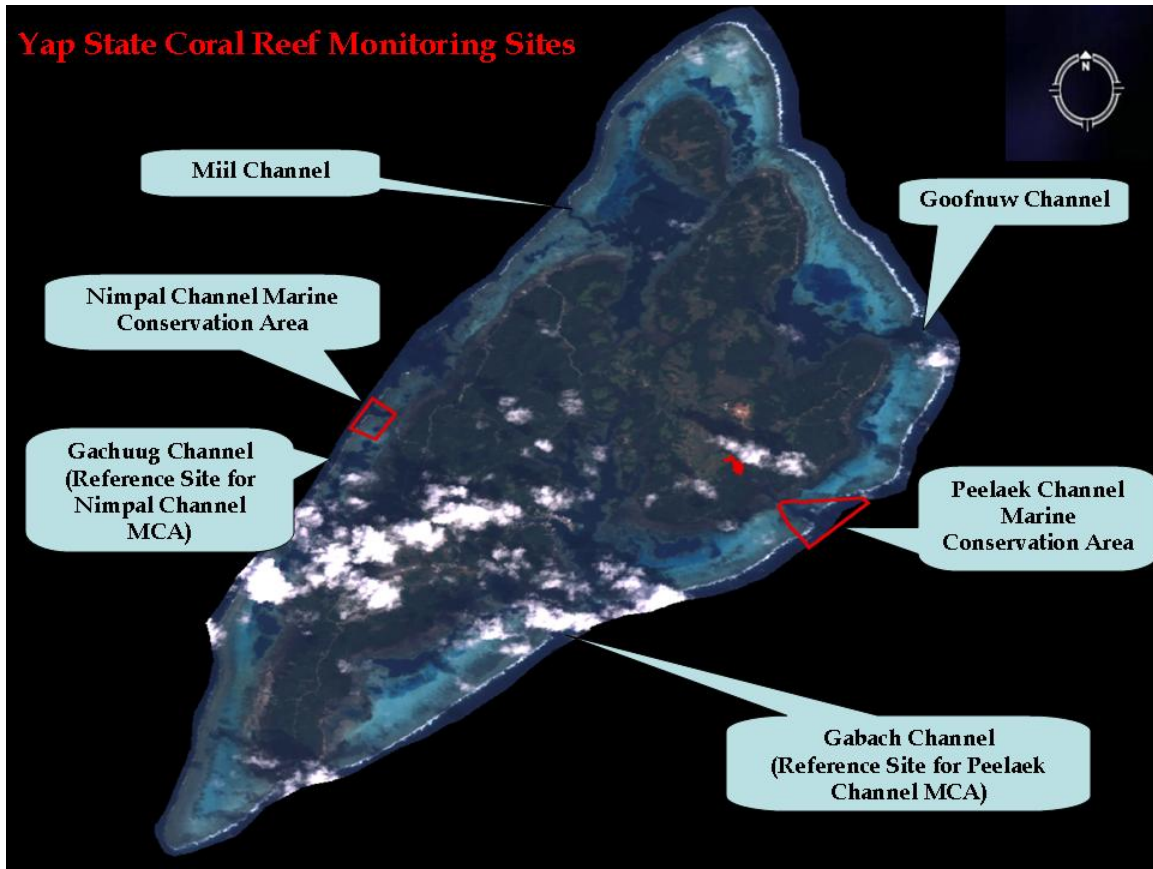 Yap State Coral Reef Monitoring Sites
N
Miil Channel
Goofnuw Channel
Nimpal Channel Marine
Conservation Area
Gachuug Channel
(Reference Site for
Nimpal Channel
MCA)
Peelaek Channel
Marine
Conservation Area
Gabach Channel
(Reference Site for Peelaek
Channel MCA)